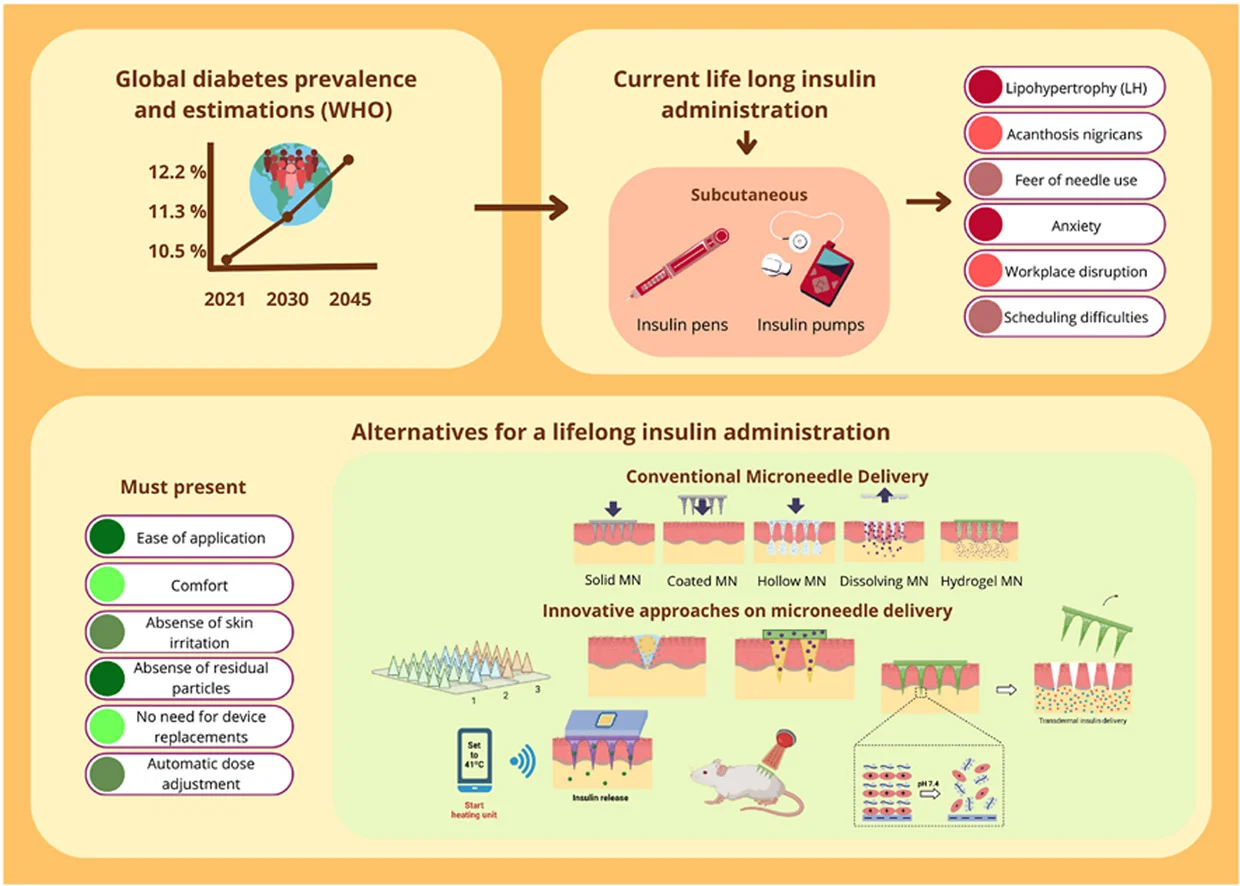 Global diabetes prevalence
and estimations (WHO)
12.2 %
11.3 %
10.5 %
2021 2030 2045
Current life long insulin
administration
Subcutaneous
Insulin pens
Insulin pumps
Lipohypertrophy (LH)
Acanthosis nigricans
Feer of needle use
Anxiety
Workplace disruption
Scheduling difficulties
Alternatives for a lifelong insulin administration
Must present
Ease of application
Comfort
Absence of skin
irritation
Absence of residual
particles
No need for device
replacements
Automatic dose
adjustment
Conventional Microneedle Delivery
Solid MN
Coated MN
Hollow MN
Dissolving MN
Hydrogel MN
Innovative approaches on microneedle delivery
1
2
3
Transdermal insulin delivery
Set
to
41ºC
Start
heating unit
Insulin release
pH 7.4